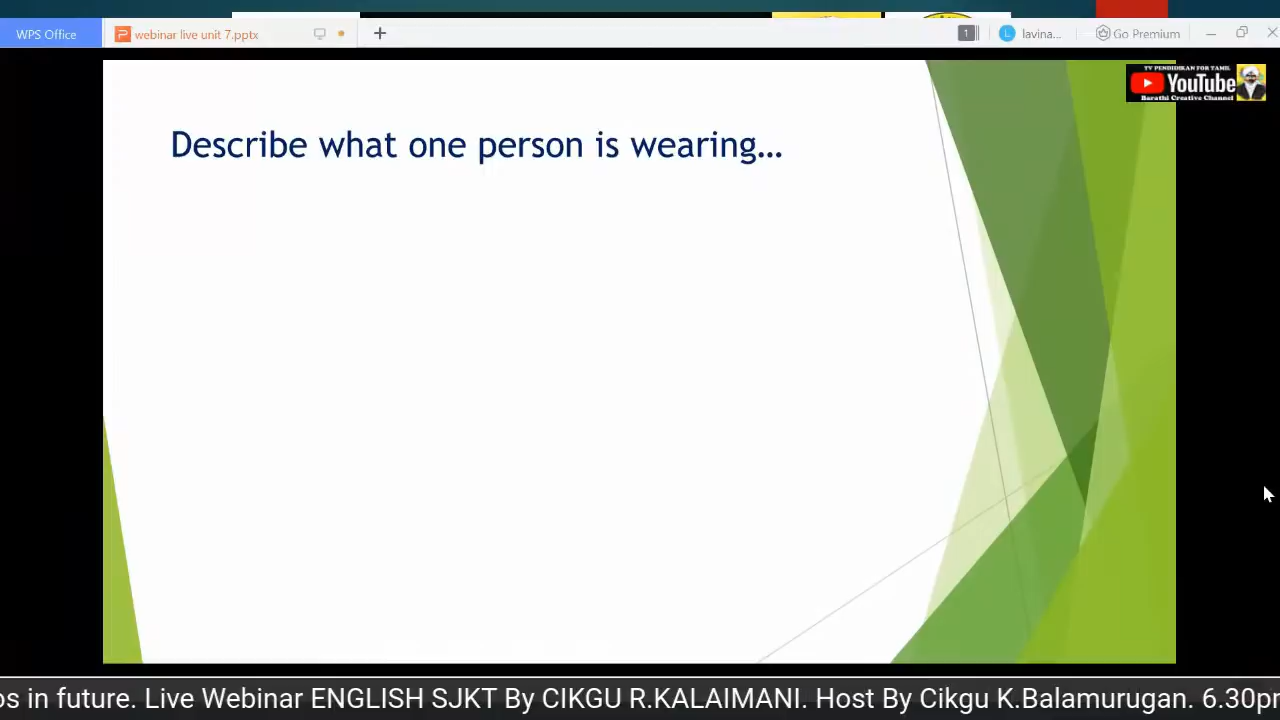 WPS Office
webinar live unit 7.pptx
1
lavina...
Go Premium
TV PENDIDIKAN FOR TAMIL
YouTube
Barathi Creative Channel
Describe what one person is wearing...
os in future. Live Webinar ENGLISH SJKT By CIKGU R.KALAIMANI. Host By Cikgu K.Balamurugan. 6.30pm